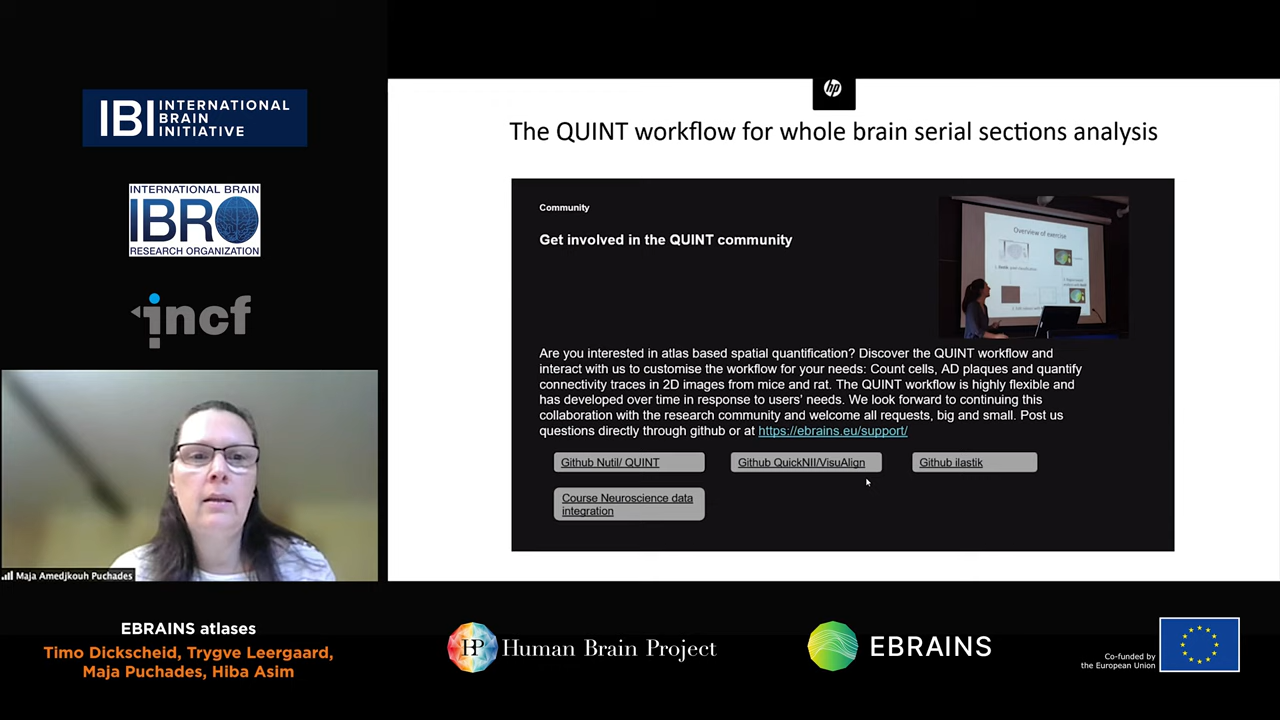 IBI INTERNATIONAL
BRAIN
INITIATIVE
INTERNATIONAL BRAIN
IBRO
RESEARCH ORGANIZATION
incf
Maja Amedjkouh Puchades
EBRAINS atlases
Timo Dickscheid, Trygve Leergaard,
Maja Puchades, Hiba Asim
hp
The QUINT workflow for whole brain serial sections analysis
Community
Get involved in the QUINT community
Overview of exercise
Are you interested in atlas based spatial quantification? Discover the QUINT workflow and
interact with us to customise the workflow for your needs: Count cells, AD plaques and quantify
connectivity traces in 2D images from mice and rat. The QUINT workflow is highly flexible and
has developed over time in response to users' needs. We look forward to continuing this
collaboration with the research community and welcome all requests, big and small. Post us
questions directly through github or at https://ebrains.eu/support/
Github Nutil/ QUINT
Github QuickNII/VisuAlign
Github ilastik
Course Neuroscience data
integration
HBP Human Brain Project
EBRAINS
Co-funded by
the European Union